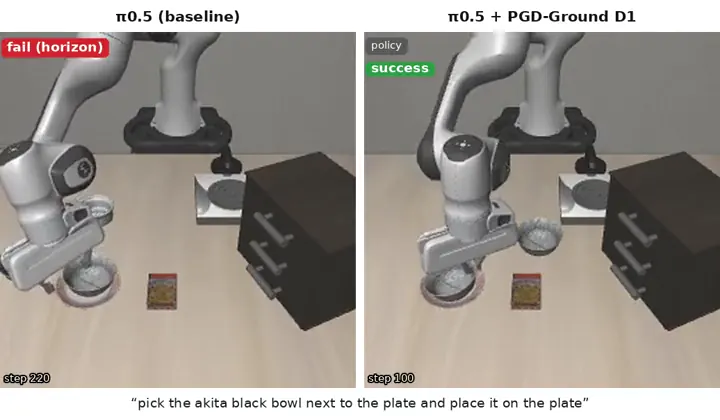 π0.5 (baseline)
π0.5 + PGD-Ground D1
fail (horizon)
policy
success
step 220
step 100
“pick the akita black bowl next to the plate and place it on the plate”